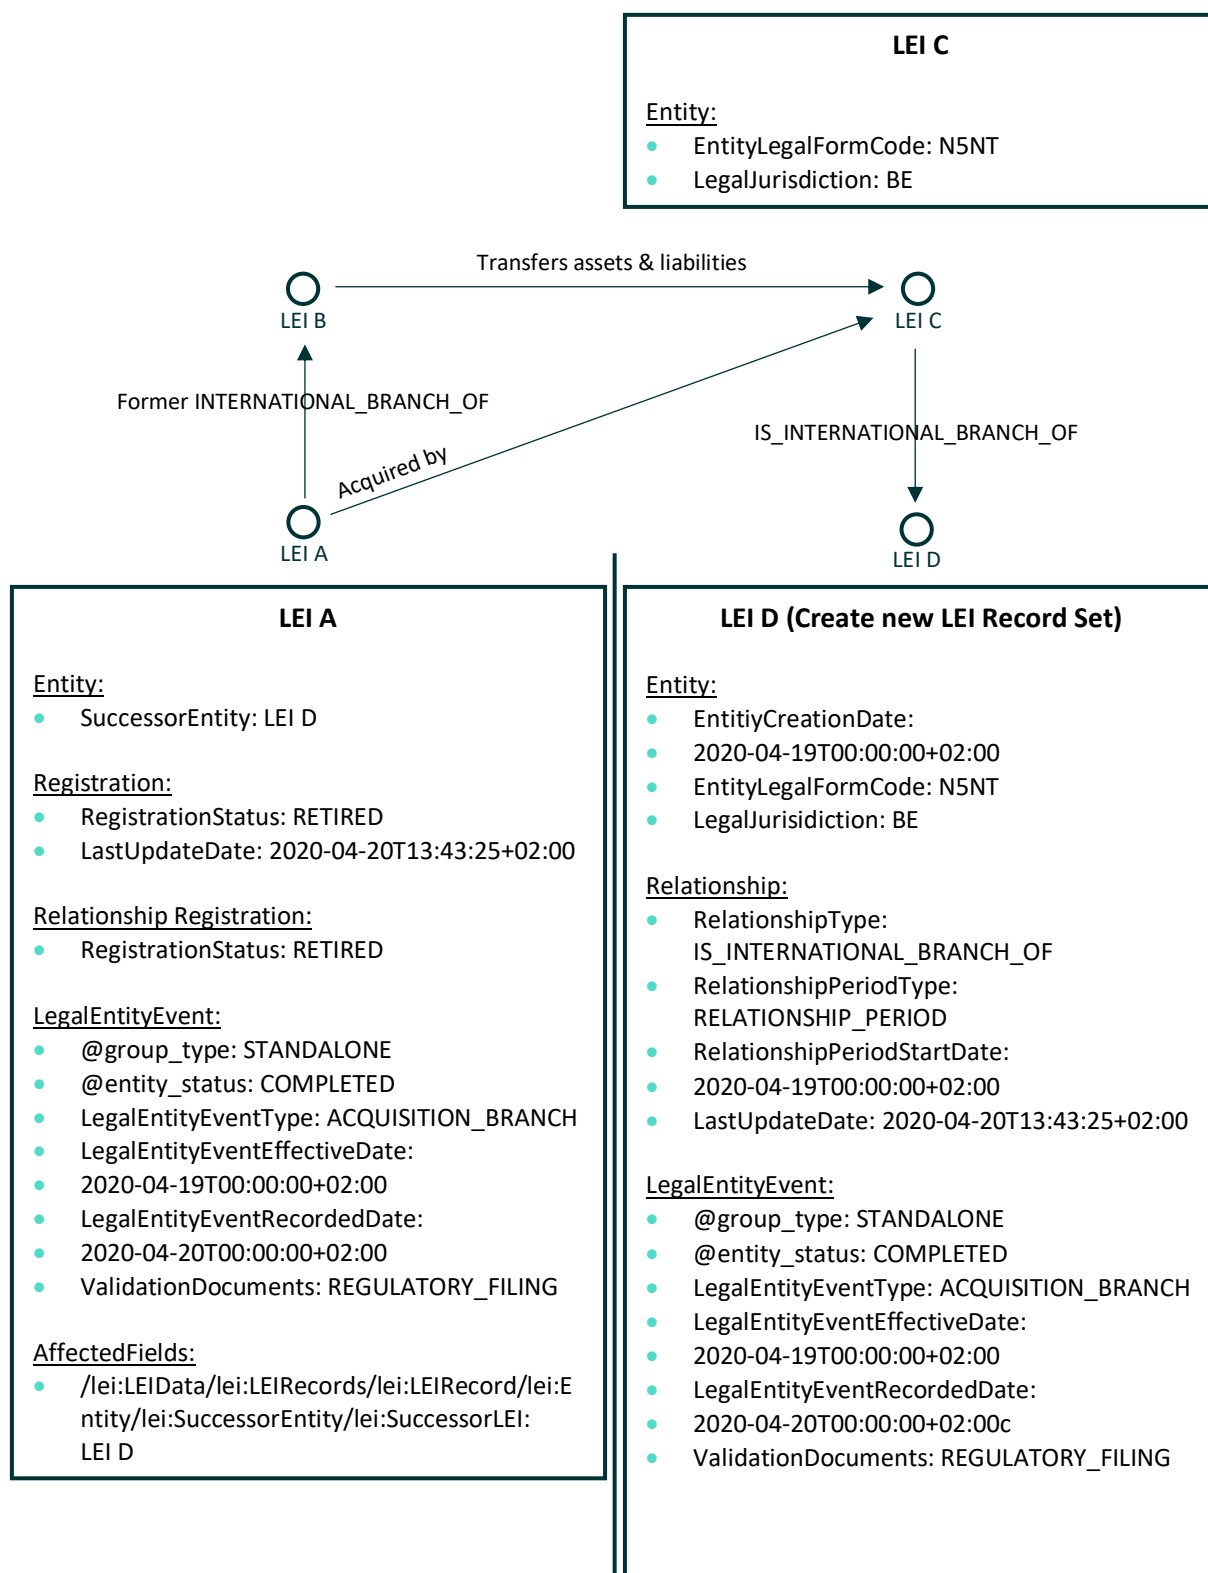 LEI C
Entity:
EntityLegalFormCode: N5NT
LegalJurisdiction: BE
Transfers assets & liabilities
LEI B
LEI C
Former INTERNATIONAL_BRANCH_OF
IS_INTERNATIONAL_BRANCH_OF
Acquired by
LEI A
LEI D
LEI A
Entity:
SuccessorEntity: LEI D
Registration:
RegistrationStatus: RETIRED
LastUpdateDate: 2020-04-20T13:43:25+02:00
Relationship Registration:
RegistrationStatus: RETIRED
LegalEntityEvent:
@group_type: STANDALONE
@entity_status: COMPLETED
LegalEntityEventType: ACQUISITION_BRANCH
LegalEntityEventEffectiveDate:
2020-04-19T00:00:00+02:00
LegalEntityEventRecordedDate:
2020-04-20T00:00:00+02:00
ValidationDocuments: REGULATORY_FILING
AffectedFields:
/lei:LEIData/lei:LEIRecords/lei:LEIRecord/lei:E
ntity/lei:SuccessorEntity/lei:SuccessorLEI:
LEI D
LEI D (Create new LEI Record Set)
Entity:
EntitiyCreationDate:
2020-04-19T00:00:00+02:00
EntityLegalFormCode: N5NT
LegalJurisidiction: BE
Relationship:
RelationshipType:
IS_INTERNATIONAL_BRANCH_OF
RelationshipPeriodType:
RELATIONSHIP_PERIOD
RelationshipPeriodStartDate:
2020-04-19T00:00:00+02:00
LastUpdateDate: 2020-04-20T13:43:25+02:00
LegalEntityEvent:
@group_type: STANDALONE
@entity_status: COMPLETED
LegalEntityEventType: ACQUISITION_BRANCH
LegalEntityEventEffectiveDate:
2020-04-19T00:00:00+02:00
LegalEntityEventRecordedDate:
2020-04-20T00:00:00+02:00c
ValidationDocuments: REGULATORY_FILING